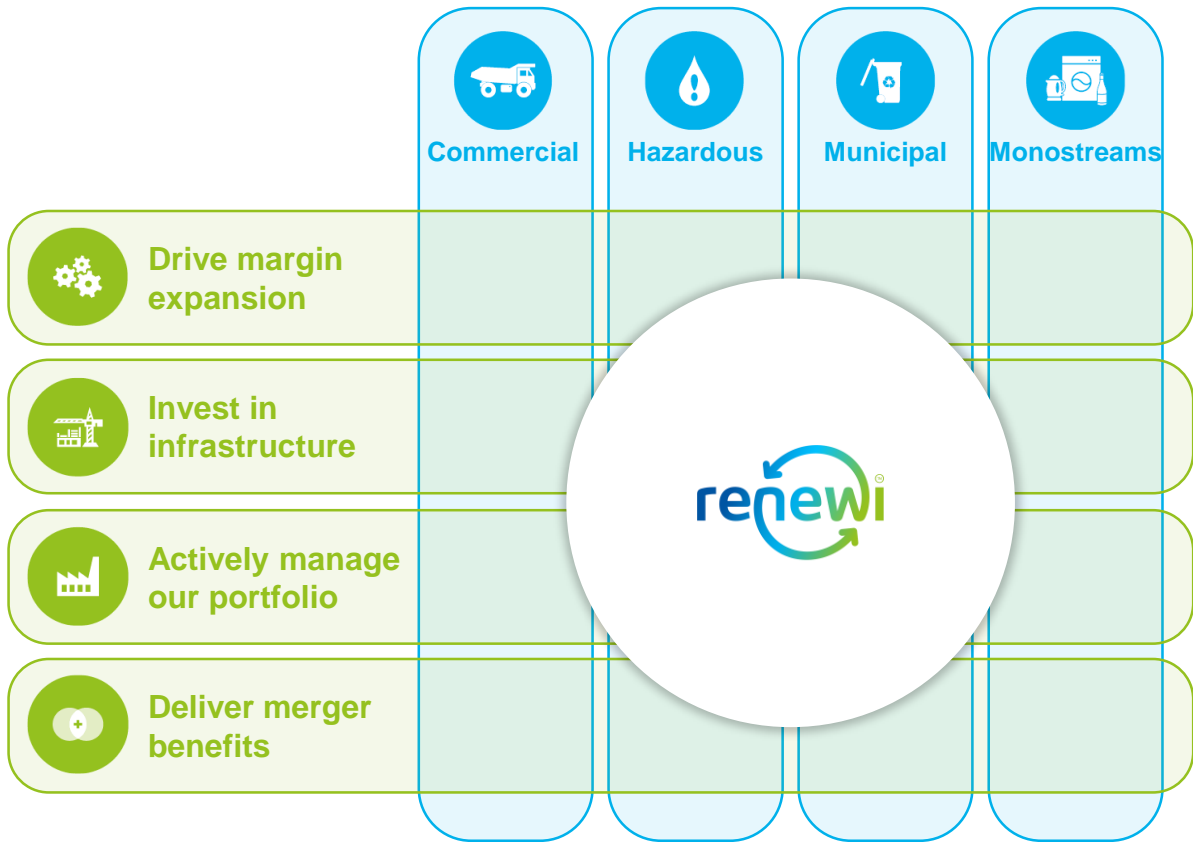 Commercial
Hazardous
Municipal
Monostreams
Drive margin
expansion
Invest in
infrastructure
renewi
Actively manage
our portfolio
Deliver merger
benefits